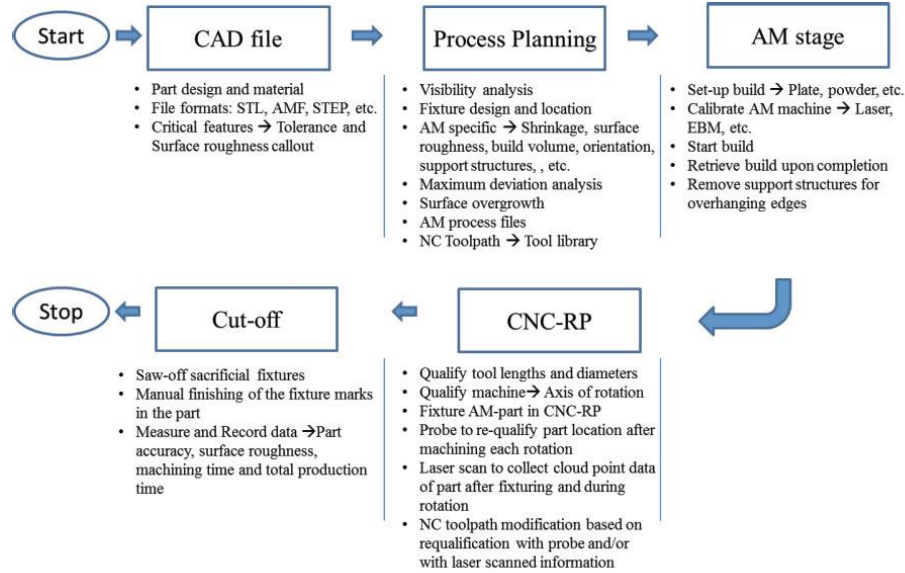 Start
CAD file
Process Planning
AM stage
• Part design and material
• File formats: STL, AMF, STEP, etc.
• Critical features → Tolerance and
Surface roughness callout
• Visibility analysis
• Fixture design and location
• AM specific → Shrinkage, surface
roughness, build volume, orientation,
support structures, , etc.
• Maximum deviation analysis
• Surface overgrowth
• AM process files
• NC Toolpath → Tool library
• Set-up build → Plate, powder, etc.
• Calibrate AM machine → Laser,
EBM, etc.
• Start build
• Retrieve build upon completion
• Remove support structures for
overhanging edges
Stop
Cut-off
CNC-RP
• Saw-off sacrificial fixtures
• Manual finishing of the fixture marks
in the part
• Measure and Record data →Part
accuracy, surface roughness,
machining time and total production
time
• Qualify tool lengths and diameters
• Qualify machine→ Axis of rotation
• Fixture AM-part in CNC-RP
• Probe to re-qualify part location after
machining each rotation
• Laser scan to collect cloud point data
of part after fixturing and during
rotation
• NC toolpath modification based on
requalification with probe and/or
with laser scanned information